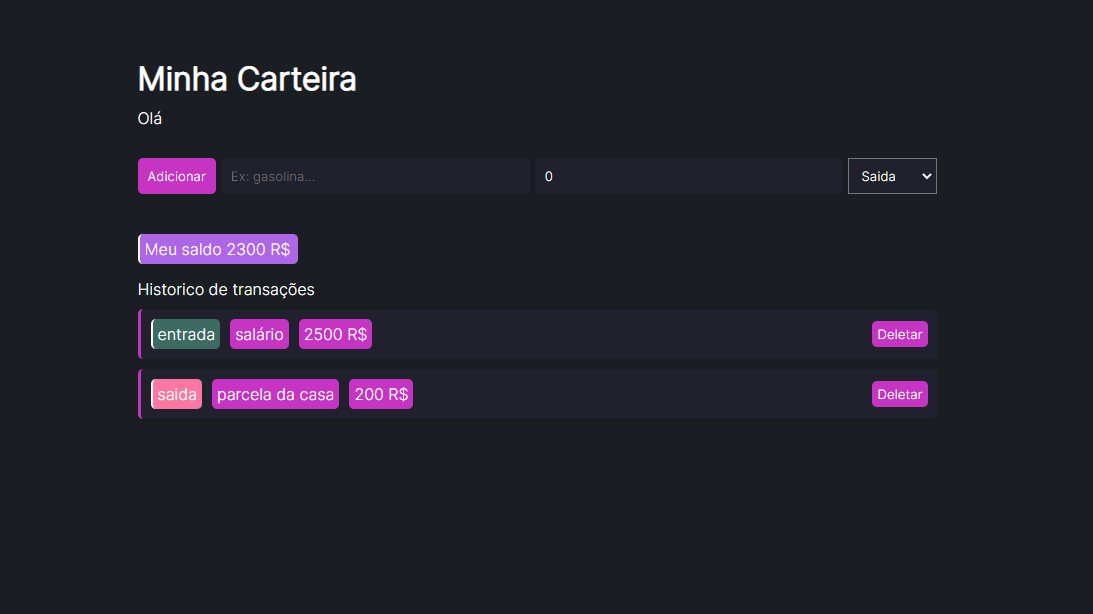 Minha Carteira
Olá
Adicionar Ex: gasolina... 0 Saida
Meu saldo 2300 R$
Historico de transações
entrada salário 2500 R$ Deletar
saida parcela da casa 200 R$ Deletar